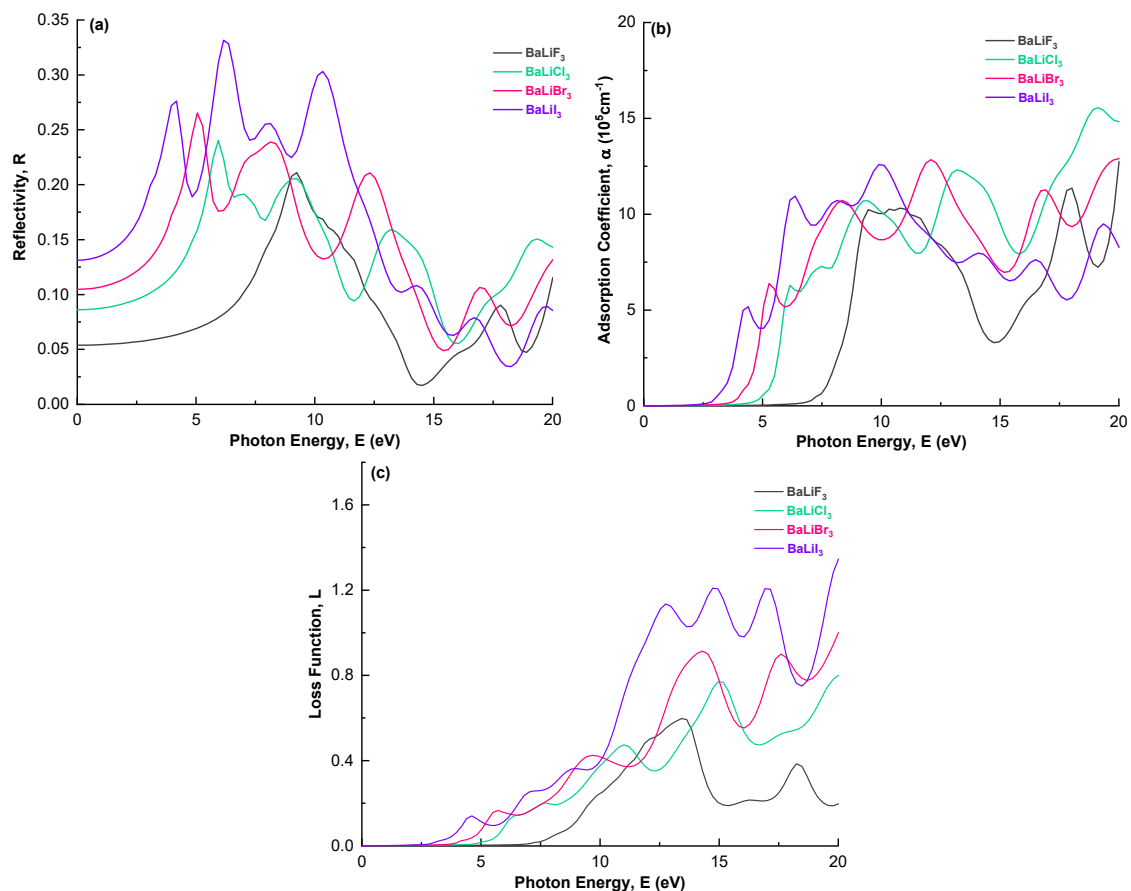 (a)
BaLiF3
BaLiCl3
BaLiBr3
BaLiI3
Reflectivity, R
0.35
0.30
0.25
0.20
0.15
0.10
0.05
0.00
0
5
10
15
20
Photon Energy, E (eV)
(b)
BaLiF3
BaLiCl3
BaLiBr3
BaLiI3
Adsorption Coefficient, α (10⁵cm⁻¹)
20
15
10
5
0
0
5
10
15
20
Photon Energy, E (eV)
(c)
BaLiF3
BaLiCl3
BaLiBr3
BaLiI3
Loss Function, L
1.6
1.2
0.8
0.4
0.0
0
5
10
15
20
Photon Energy, E (eV)